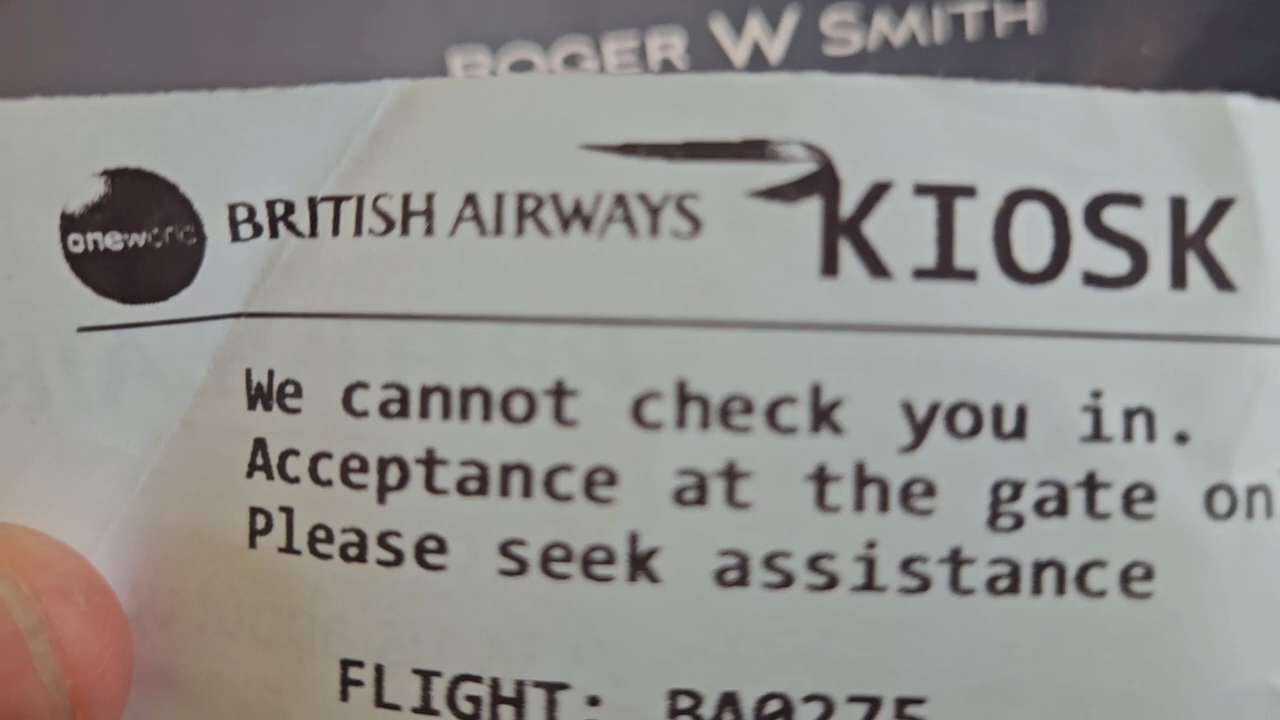 ROGER W SMITH
oneworld BRITISH AIRWAYS KIOSK
We cannot check you in.
Acceptance at the gate on
Please seek assistance
FLIGHT: BA0275